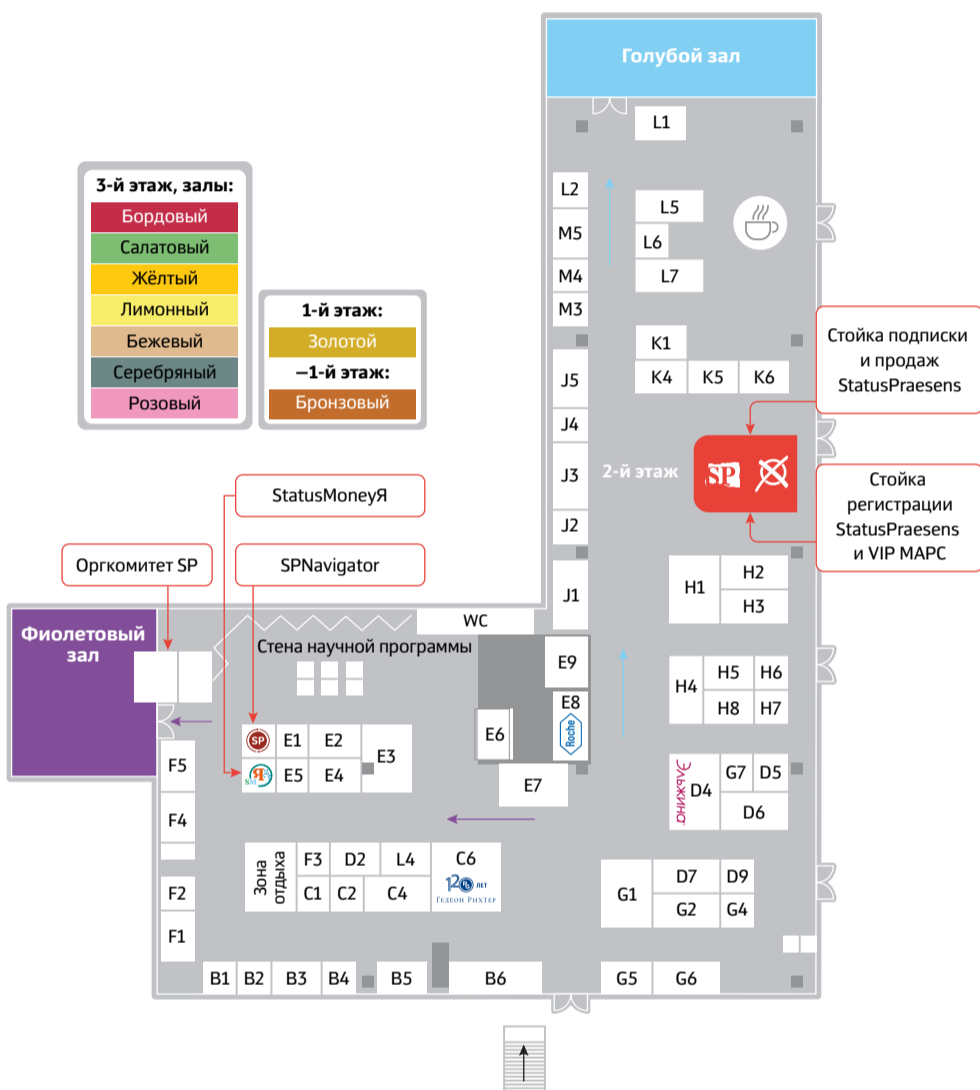 Голубой зал
L1
3-й этаж, залы:
Бордовый
Салатовый
Жёлтый
Лимонный
Бежевый
Серебряный
Розовый
1-й этаж:
Золотой
–1-й этаж:
Бронзовый
L2
M5
M4
M3
L5
L6
L7
K1
K4
K5
K6
J5
J4
J3
J2
J1
2-й этаж
SP
Стойка подписки
и продаж
StatusPraesens
Стойка
регистрации
StatusPraesens
и VIP МАРС
StatusMoneyЯ
Оргкомитет SP
SPNavigator
H1
H2
H3
WC
Фиолетовый
зал
Стена научной программы
E9
E8
Roche
E6
E7
H4
H5
H6
H8
H7
SP
E1
E2
E3
SMЯ
E5
E4
F5
F4
F2
F1
Эльжина
D4
G7
D5
D6
Зона
отдыха
F3
D2
L4
C6
C1
C2
C4
120 лет
Гедеон Рихтер
G1
D7
D9
G2
G4
B1
B2
B3
B4
B5
B6
G5
G6